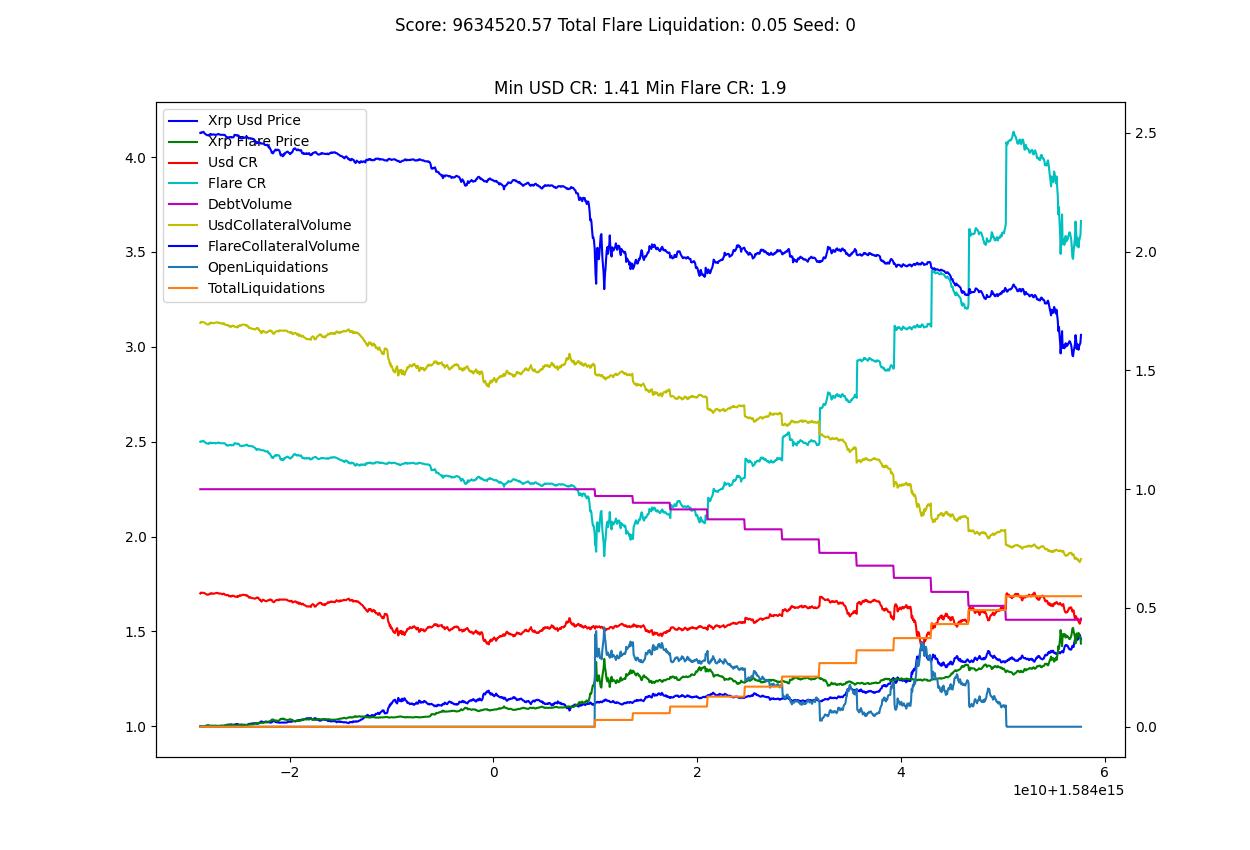 Score: 9634520.57 Total Flare Liquidation: 0.05 Seed: 0
Min USD CR: 1.41 Min Flare CR: 1.9
Xrp Usd Price
Xrp Flare Price
Usd CR
Flare CR
DebtVolume
UsdCollateralVolume
FlareCollateralVolume
OpenLiquidations
TotalLiquidations
4.0
3.5
3.0
2.5
2.0
1.5
1.0
2.5
2.0
1.5
1.0
0.5
0.0
−2
0
2
4
6
1e10+1.584e15